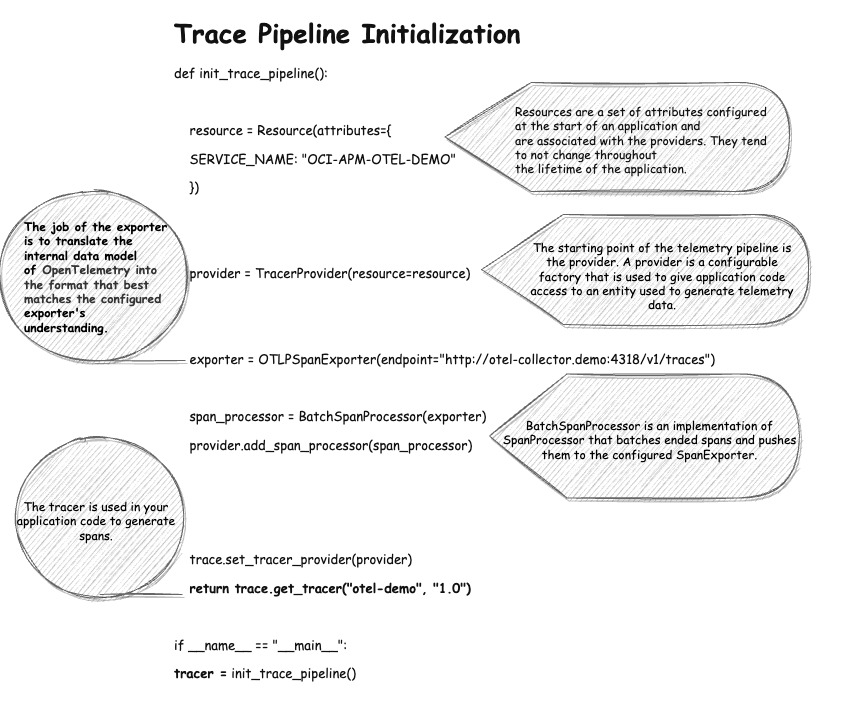 Trace Pipeline Initialization
def init_trace_pipeline():
resource = Resource(attributes={
SERVICE_NAME: "OCI-APM-OTEL-DEMO"
})
Resources are a set of attributes configured
at the start of an application and
are associated with the providers. They tend
to not change throughout
the lifetime of the application.
The job of the exporter
is to translate the
internal data model
of OpenTelemetry into
the format that best
matches the configured
exporter's
understanding.
provider = TracerProvider(resource=resource)
The starting point of the telemetry pipeline is
the provider. A provider is a configurable
factory that is used to give application code
access to an entity used to generate telemetry
data.
exporter = OTLPSpanExporter(endpoint="http://otel-collector.demo:4318/v1/traces")
span_processor = BatchSpanProcessor(exporter)
provider.add_span_processor(span_processor)
BatchSpanProcessor is an implementation of
SpanProcessor that batches ended spans and pushes
them to the configured SpanExporter.
The tracer is used in your
application code to generate
spans.
trace.set_tracer_provider(provider)
return trace.get_tracer("otel-demo", "1.0")
if __name__ == "__main__":
tracer = init_trace_pipeline()